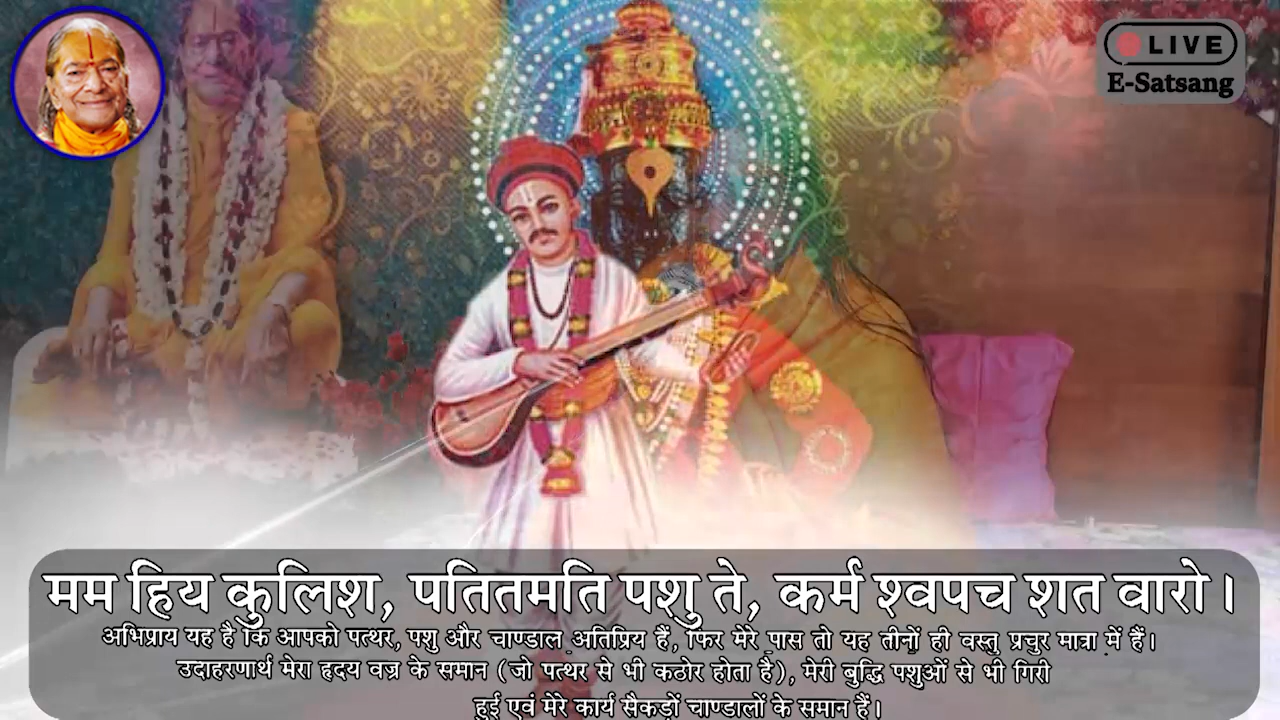 LIVE
E-Satsang
मम हिय कुलिश, पतितमति पशु ते, कर्म श्वपच शत वारो।
अभिप्राय यह है कि आपको पत्थर, पशु और चाण्डाल अतिप्रिय हैं, फिर मेरे पास तो यह तीनों ही वस्तु प्रचुर मात्रा में हैं।
उदाहरणार्थ मेरा हृदय वज्र के समान (जो पत्थर से भी कठोर होता है), मेरी बुद्धि पशुओं से भी गिरी
हुई एवं मेरे कार्य सैकड़ों चाण्डालों के समान हैं।